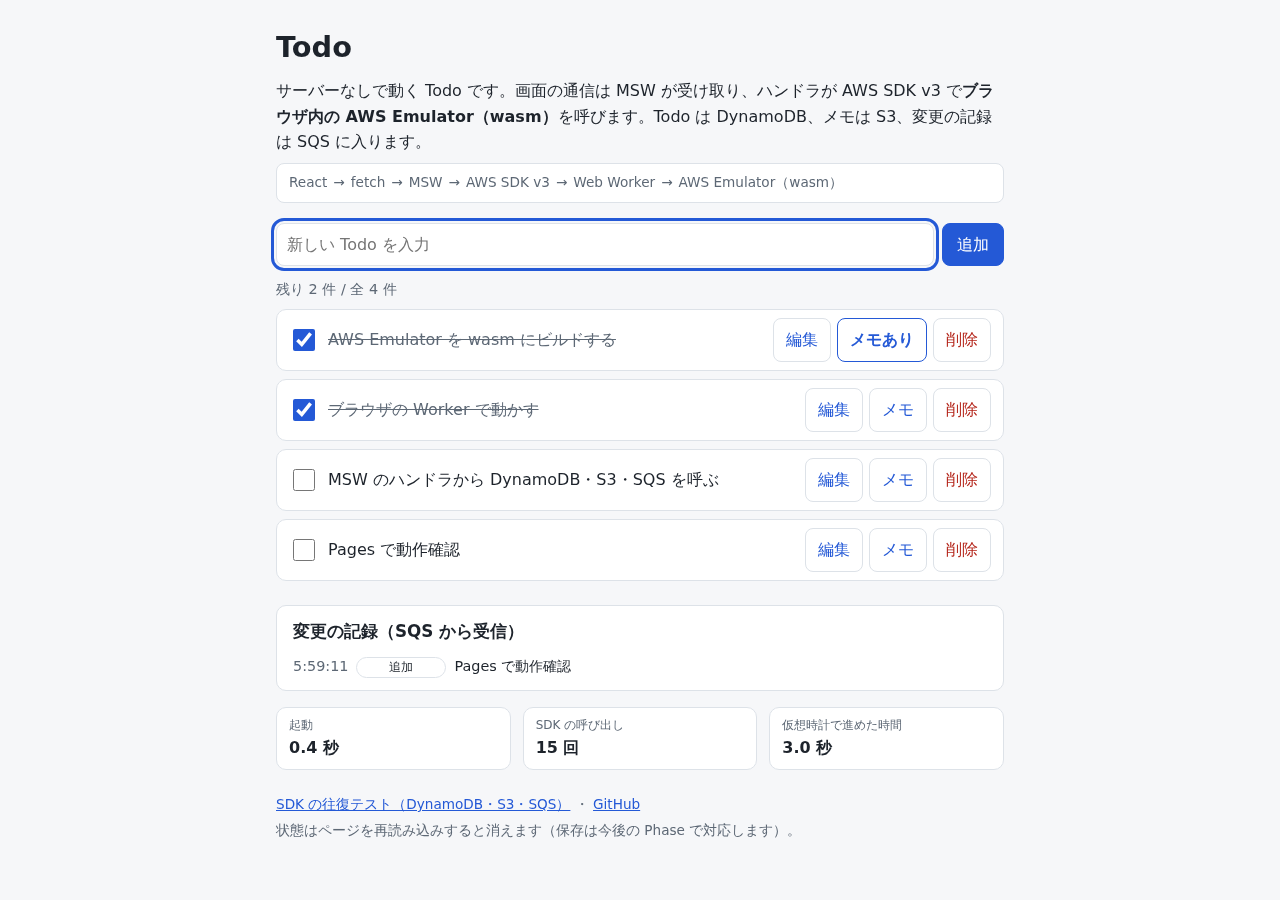 Todo
サーバーなしで動く Todo です。画面の通信は MSW が受け取り、ハンドラが AWS SDK v3 でブラ
ウザ内の AWS Emulator（wasm）を呼びます。Todo は DynamoDB、メモは S3、変更の記録
は SQS に入ります。
React → fetch → MSW → AWS SDK v3 → Web Worker → AWS Emulator（wasm）
新しい Todo を入力 追加
残り 2 件 / 全 4 件
AWS Emulator を wasm にビルドする 編集 メモあり 削除
ブラウザの Worker で動かす 編集 メモ 削除
MSW のハンドラから DynamoDB・S3・SQS を呼ぶ 編集 メモ 削除
Pages で動作確認 編集 メモ 削除
変更の記録（SQS から受信）
5:59:11 追加 Pages で動作確認
起動 SDK の呼び出し 仮想時計で進めた時間
0.4 秒 15 回 3.0 秒
SDK の往復テスト（DynamoDB・S3・SQS） · GitHub
状態はページを再読み込みすると消えます（保存は今後の Phase で対応します）。